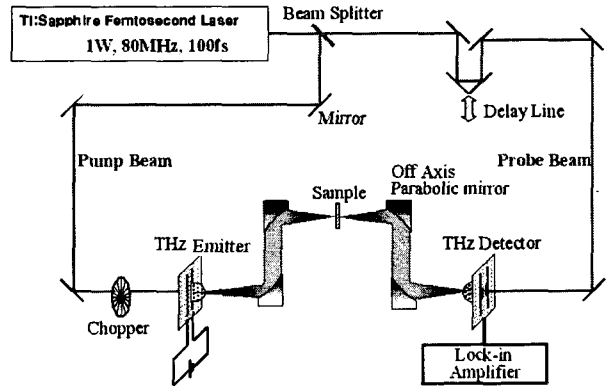 Ti:Sapphire Femtosecond Laser
1W, 80MHz, 100fs
Beam Splitter
Mirror
Delay Line
Pump Beam
Probe Beam
Off Axis
Parabolic mirror
Sample
THz Emitter
THz Detector
Chopper
Lock-in
Amplifier